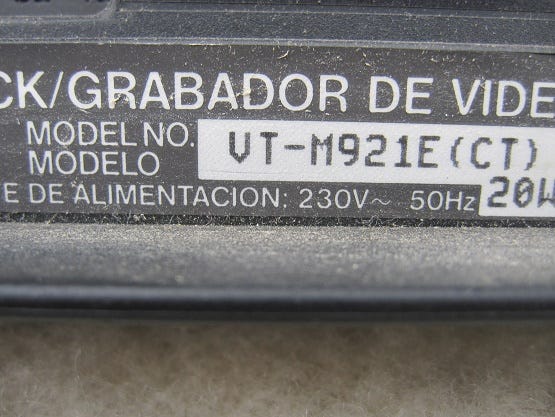 CK/GRABADOR DE VIDE
MODEL NO. VT-M921E(CT)
MODELO
E DE ALIMENTACION: 230V~ 50Hz 20W